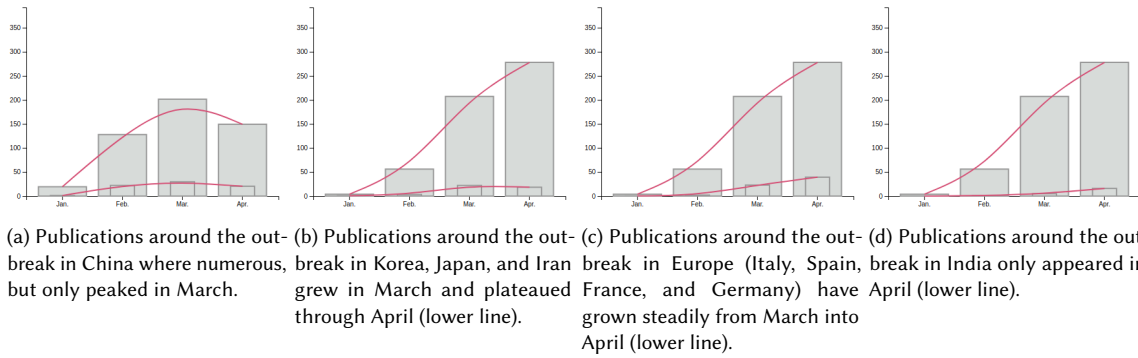 350
300
250
200
150
100
50
0
Jan.
Feb.
Mar.
Apr.
350
300
250
200
150
100
50
0
Jan.
Feb.
Mar.
Apr.
350
300
250
200
150
100
50
0
Jan.
Feb.
Mar.
Apr.
350
300
250
200
150
100
50
0
Jan.
Feb.
Mar.
Apr.
(a) Publications around the out-
break in China where numerous,
but only peaked in March.
(b) Publications around the out-
break in Korea, Japan, and Iran
grew in March and plateaued
through April (lower line).
(c) Publications around the out-
break in Europe (Italy, Spain,
France, and Germany) have
grown steadily from March into
April (lower line).
(d) Publications around the out
break in India only appeared i
April (lower line).